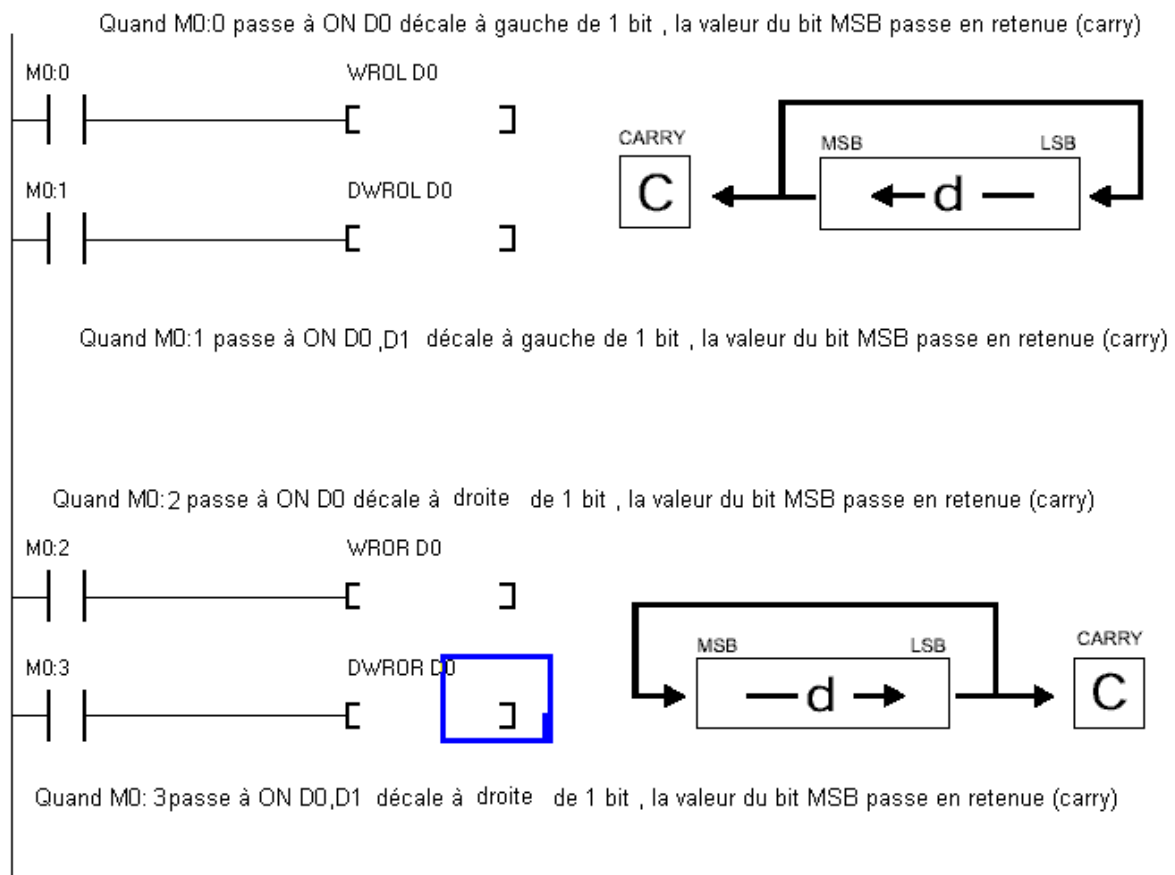 Quand M0:0 passe à ON D0 décale à gauche de 1 bit , la valeur du bit MSB passe en retenue (carry)
M0:0 WROL D0
CARRY MSB LSB
C d
M0:1 DWROL D0
Quand M0:1 passe à ON D0 ,D1 décale à gauche de 1 bit , la valeur du bit MSB passe en retenue (carry)
Quand M0:2 passe à ON D0 décale à droite de 1 bit , la valeur du bit MSB passe en retenue (carry)
M0:2 WROR D0
MSB LSB CARRY
M0:3 DWROR D0
d C
Quand M0: 3passe à ON D0,D1 décale à droite de 1 bit , la valeur du bit MSB passe en retenue (carry)